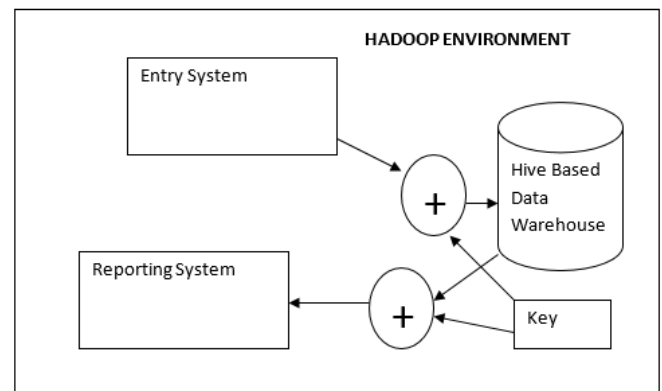 HADOOP ENVIRONMENT
Entry System
+
Hive Based
Data
Warehouse
Reporting System
+
Key